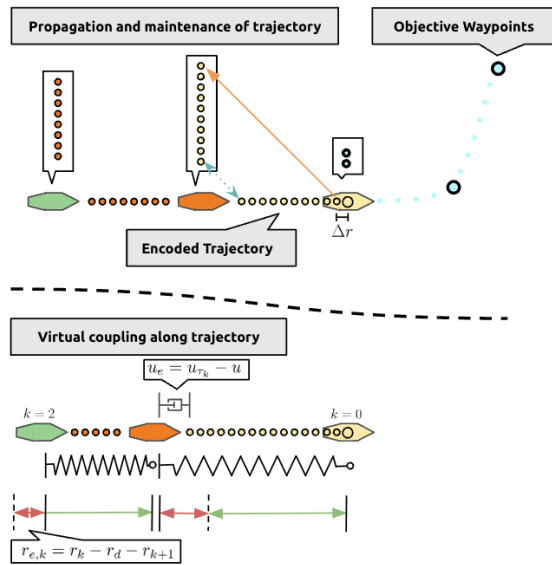 Propagation and maintenance of trajectory
Objective Waypoints
Encoded Trajectory
Δr
Virtual coupling along trajectory
u_e = u_{τ_k} − u
k = 2
k=0
r_{e,k} = r_k − r_d − r_{k+1}